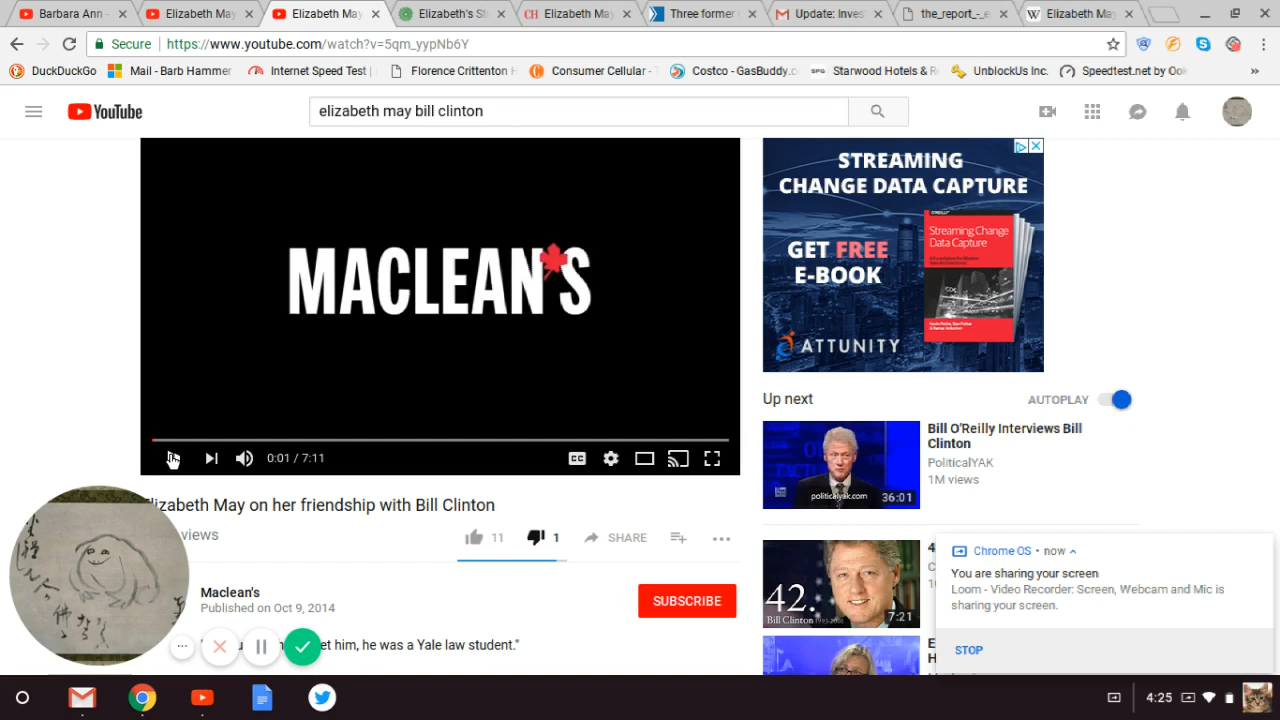 Barbara Ann -
Elizabeth May
Elizabeth May
Elizabeth's St
Elizabeth May
Three former
Update: Inves
the_report_-_e
Elizabeth May
Secure
https://www.youtube.com/watch?v=5qm_yypNb6Y
DuckDuckGo
Mail - Barb Hammer
Internet Speed Test |
Florence Crittenton H
Consumer Cellular -
Costco - GasBuddy.c
SPG
Starwood Hotels & R
UnblockUs Inc.
Speedtest.net by Ook
»
YouTube
elizabeth may bill clinton
MACLEAN'S
0:01 / 7:11
CC
STREAMING
CHANGE DATA CAPTURE
GET FREE
E-BOOK
Streaming Change
Data Capture
ATTUNITY
Up next
AUTOPLAY
Bill O'Reilly Interviews Bill
Clinton
PoliticalYAK
1M views
politicalyak.com
36:01
42.
Bill Clinton 1993-2001
7:21
Elizabeth May on her friendship with Bill Clinton
views
11
1
SHARE
Maclean's
Published on Oct 9, 2014
SUBSCRIBE
et him, he was a Yale law student."
Chrome OS • now
You are sharing your screen
Loom - Video Recorder: Screen, Webcam and Mic is
sharing your screen.
STOP
4:25